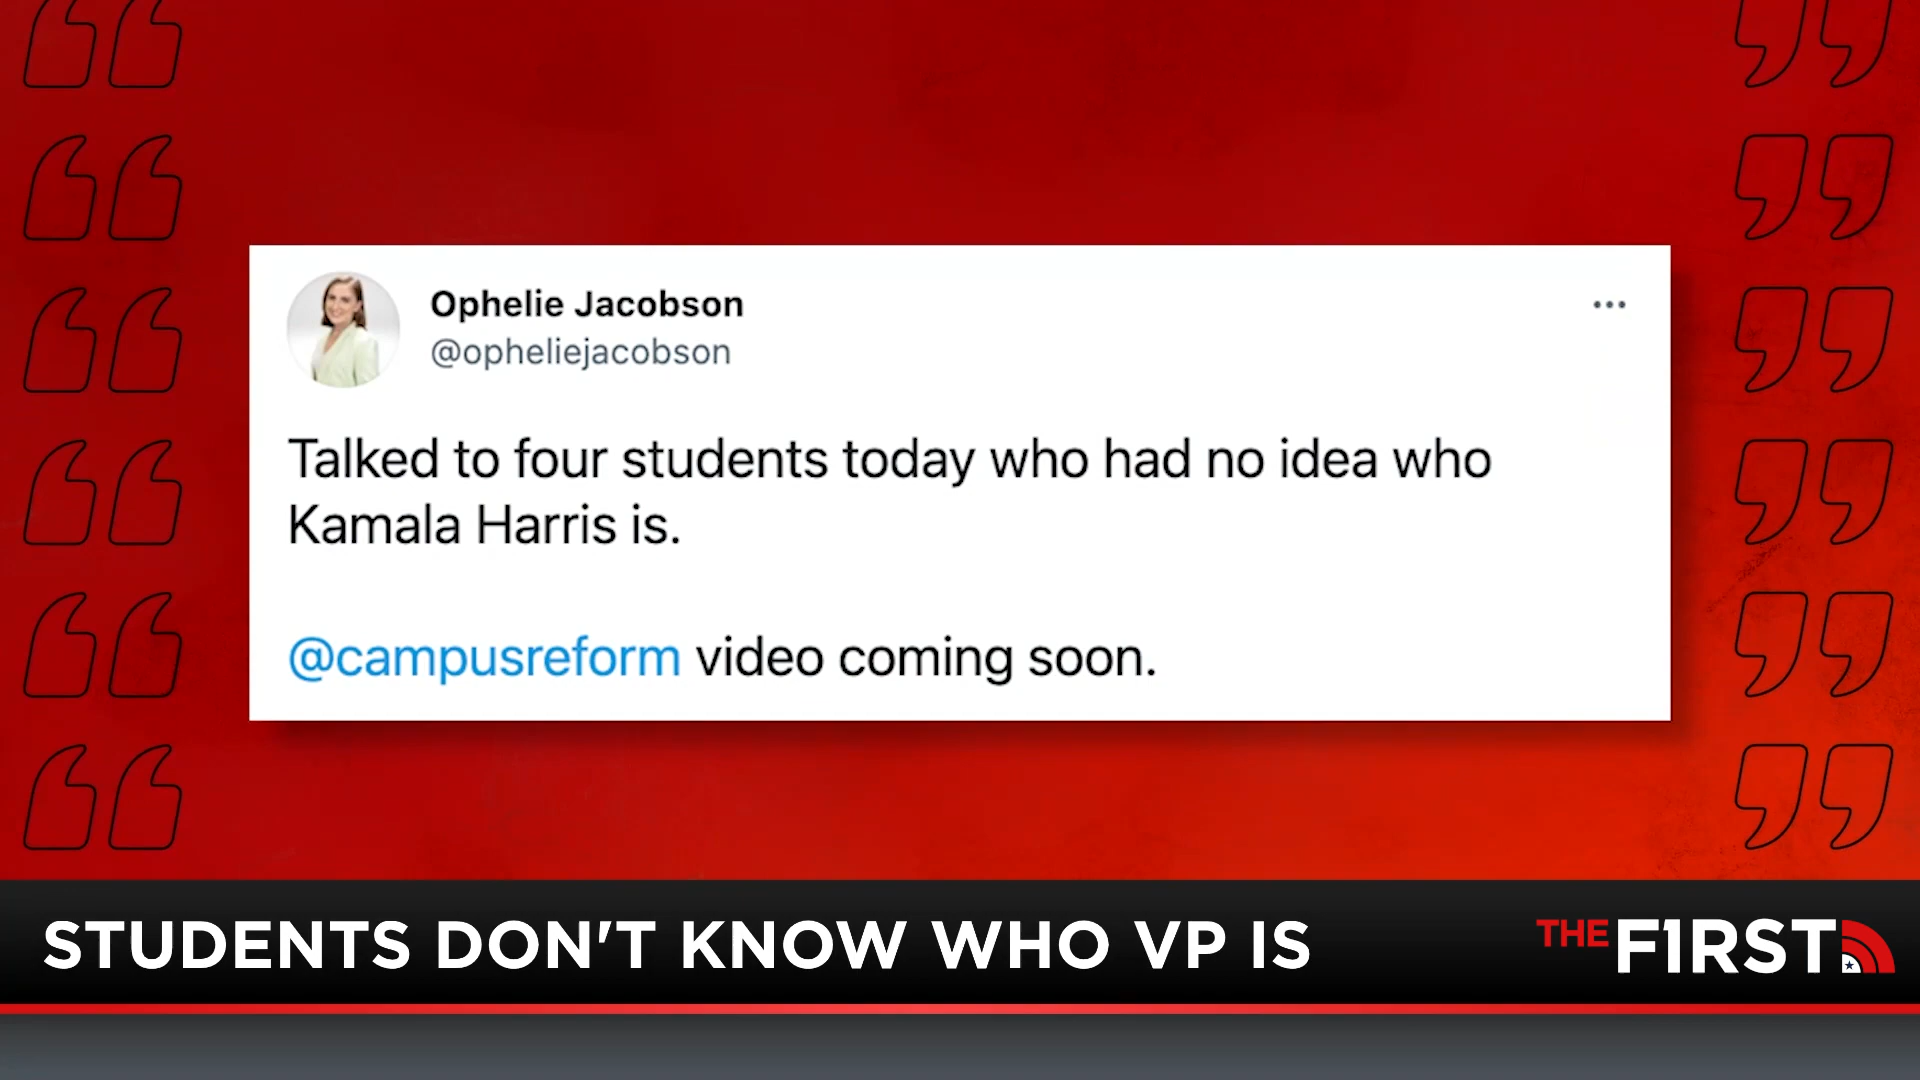 Ophelie Jacobson
@opheliejacobson
Talked to four students today who had no idea who
Kamala Harris is.
@campusreform video coming soon.
STUDENTS DON'T KNOW WHO VP IS
THE F1RST